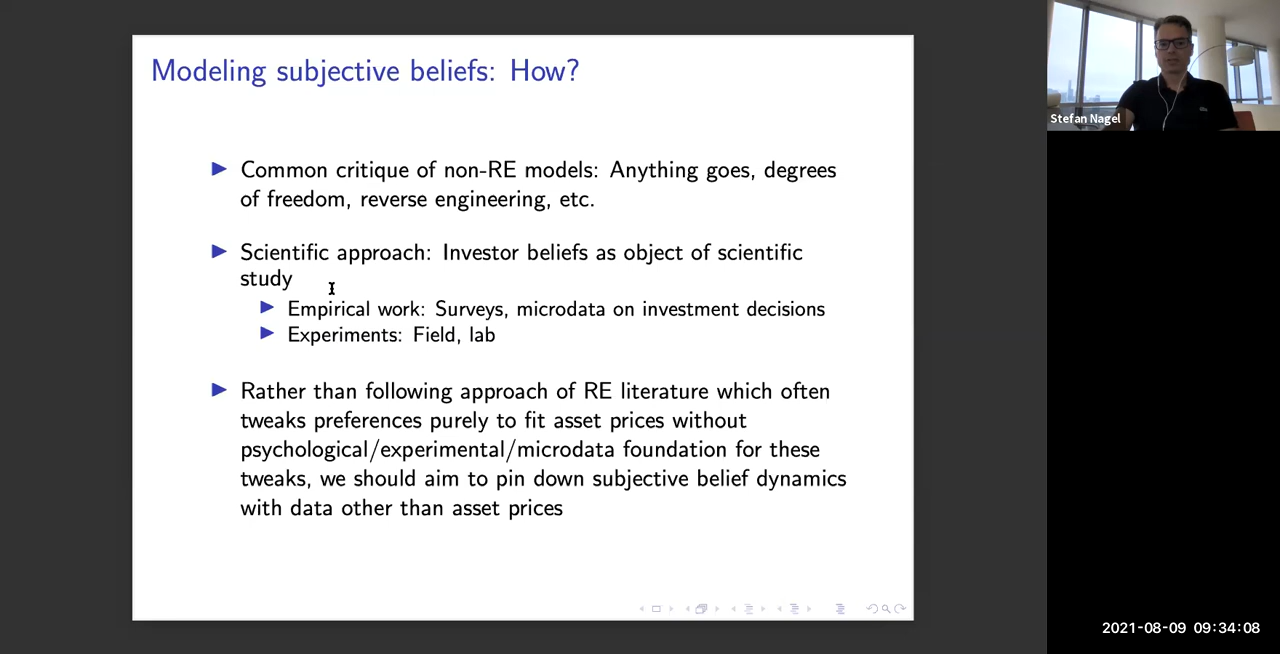 Modeling subjective beliefs: How?
Common critique of non-RE models: Anything goes, degrees
of freedom, reverse engineering, etc.
Scientific approach: Investor beliefs as object of scientific
study
Empirical work: Surveys, microdata on investment decisions
Experiments: Field, lab
Rather than following approach of RE literature which often
tweaks preferences purely to fit asset prices without
psychological/experimental/microdata foundation for these
tweaks, we should aim to pin down subjective belief dynamics
with data other than asset prices
Stefan Nagel
2021-08-09 09:34:08